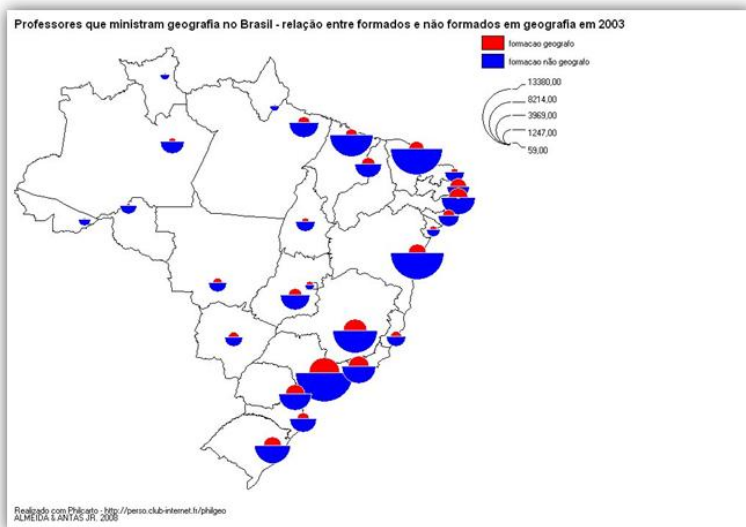 Professores que ministram geografia no Brasil - relação entre formados e não formados em geografia em 2003
formacao geografo
formacao não geografo
13380,00
8214,00
3969,00
1247,00
59,00
Realizado com Philcarto - http://perso.club-internet.fr/philgeo
ALMEIDA & ANTAS JR. 2008